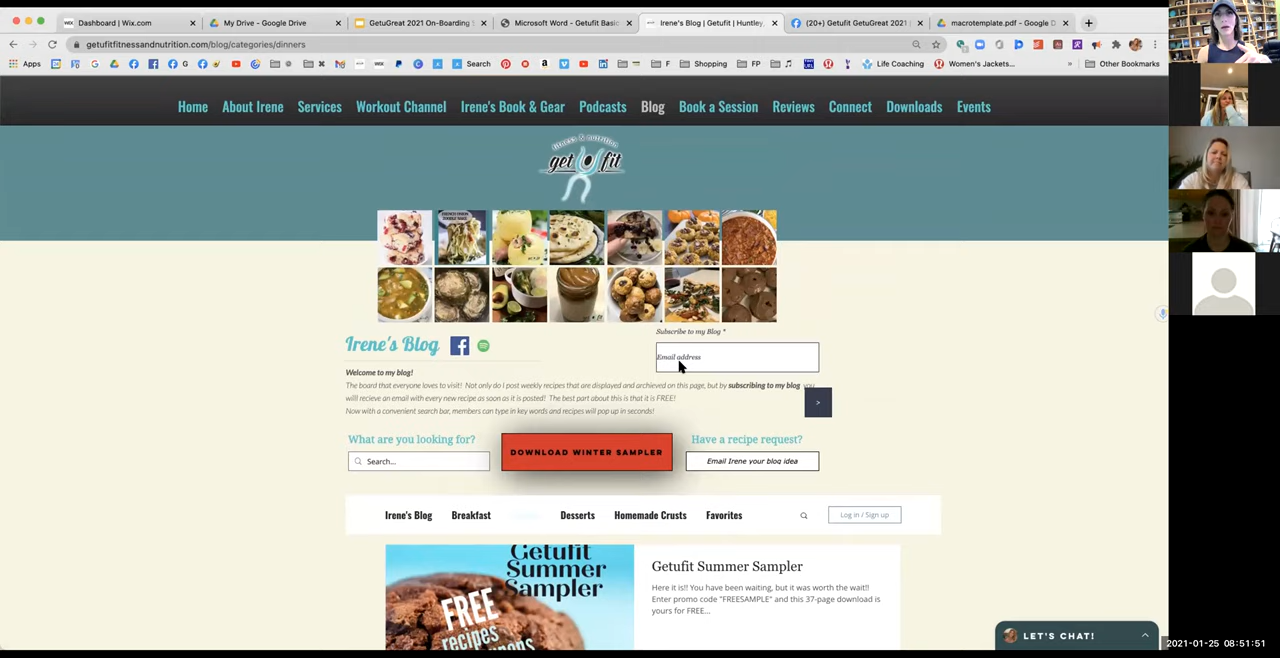 Dashboard | Wix.com
My Drive - Google Drive
GetuGreat 2021 On-Boarding
Microsoft Word - Getufit Basic
Irene's Blog | Getufit | Huntley,
(20+) Getufit GetuGreat 2021
macrotemplate.pdf - Google D
getufitfitnessandnutrition.com/blog/categories/dinners
Apps
G
F
Search
F
Shopping
FP
Life Coaching
Women's Jackets...
Other Bookmarks
Home
About Irene
Services
Workout Channel
Irene's Book & Gear
Podcasts
Blog
Book a Session
Reviews
Connect
Downloads
Events
fitness & nutrition
get U fit
Subscribe to my Blog *
Irene's Blog
Email address
Welcome to my blog!
The board that everyone loves to visit! Not only do I post weekly recipes that are displayed and archived on this page, but by subscribing to my blog you
will recieve an email with every new recipe as soon as it is posted! The best part about this is that it is FREE!
>
Now with a convenient search bar, members can type in key words and recipes will pop up in seconds!
What are you looking for?
Have a recipe request?
DOWNLOAD WINTER SAMPLER
Search...
Email Irene your blog idea
Irene's Blog
Breakfast
Desserts
Homemade Crusts
Favorites
Log in / Sign up
Getufit
Summer
Sampler
FREE
recipes
Getufit Summer Sampler
Here it is!! You have been waiting, but it was worth the wait!!
Enter promo code "FREESAMPLE" and this 37-page download is
yours for FREE...
LET'S CHAT!
2021-01-25 08:51:51